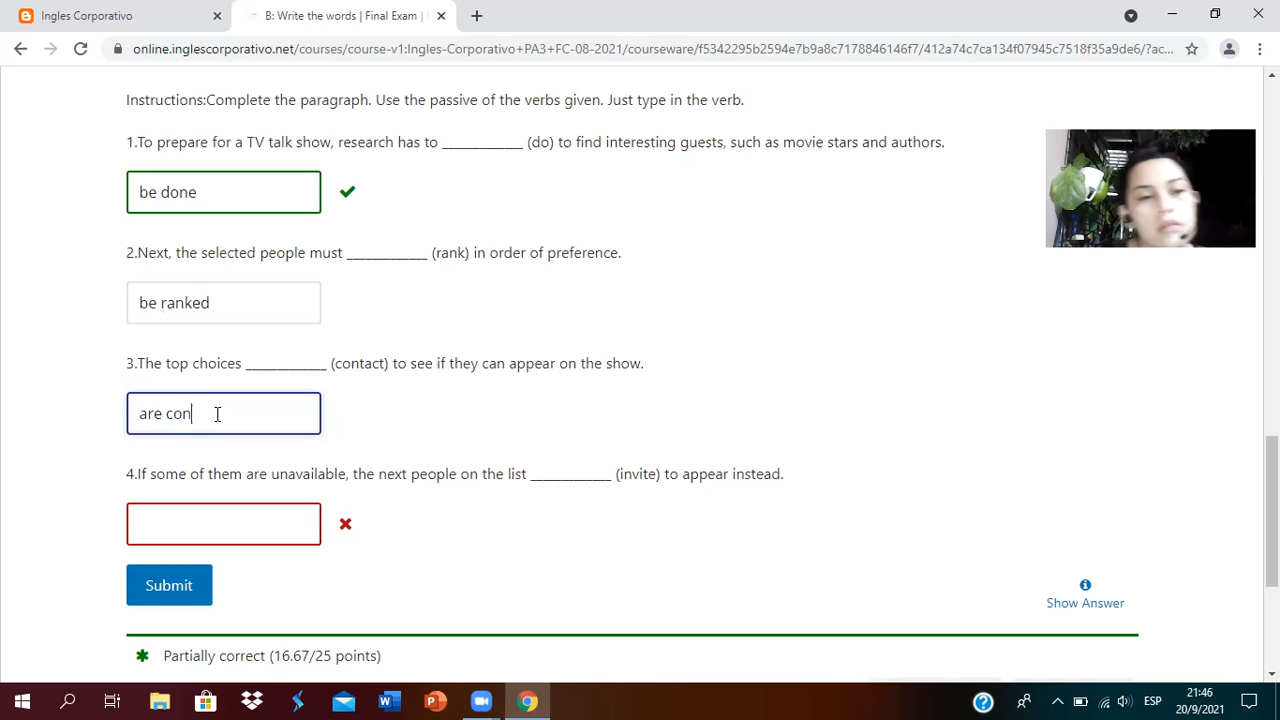 Ingles Corporativo
B: Write the words | Final Exam |
online.inglescorporativo.net/courses/course-v1:Ingles-Corporativo+PA3+FC-08-2021/courseware/f5342295b2594e7b9a8c7178846146f7/412a74c7ca134f07945c7518f35a9de6/?ac...
Instructions:Complete the paragraph. Use the passive of the verbs given. Just type in the verb.
1.To prepare for a TV talk show, research has to ____________ (do) to find interesting guests, such as movie stars and authors.
be done
2.Next, the selected people must ____________ (rank) in order of preference.
be ranked
3.The top choices ____________ (contact) to see if they can appear on the show.
are con
4.If some of them are unavailable, the next people on the list ____________ (invite) to appear instead.
Submit
Show Answer
Partially correct (16.67/25 points)
ESP
21:46
20/9/2021